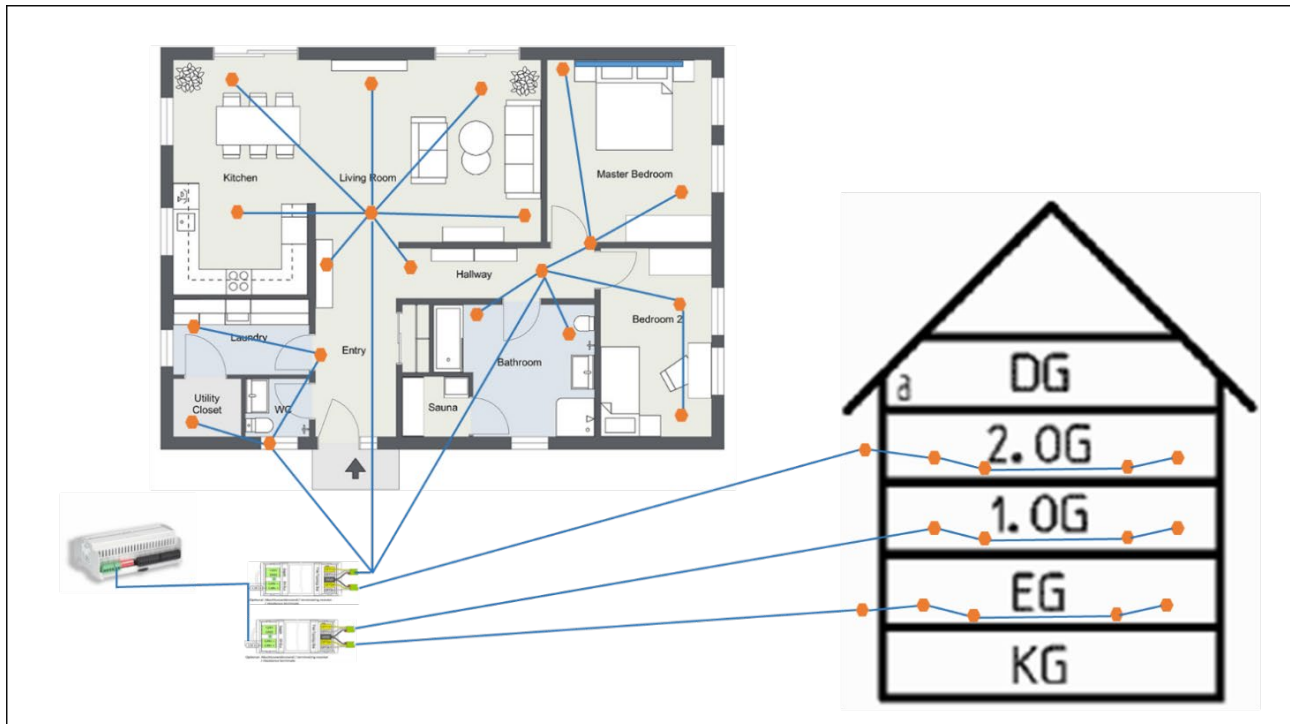 Kitchen
Living Room
Master Bedroom
Hallway
Laundry
Entry
Bathroom
Bedroom 2
Utility
Closet
WC
Sauna
DG
a
2. OG
1. OG
EG
KG